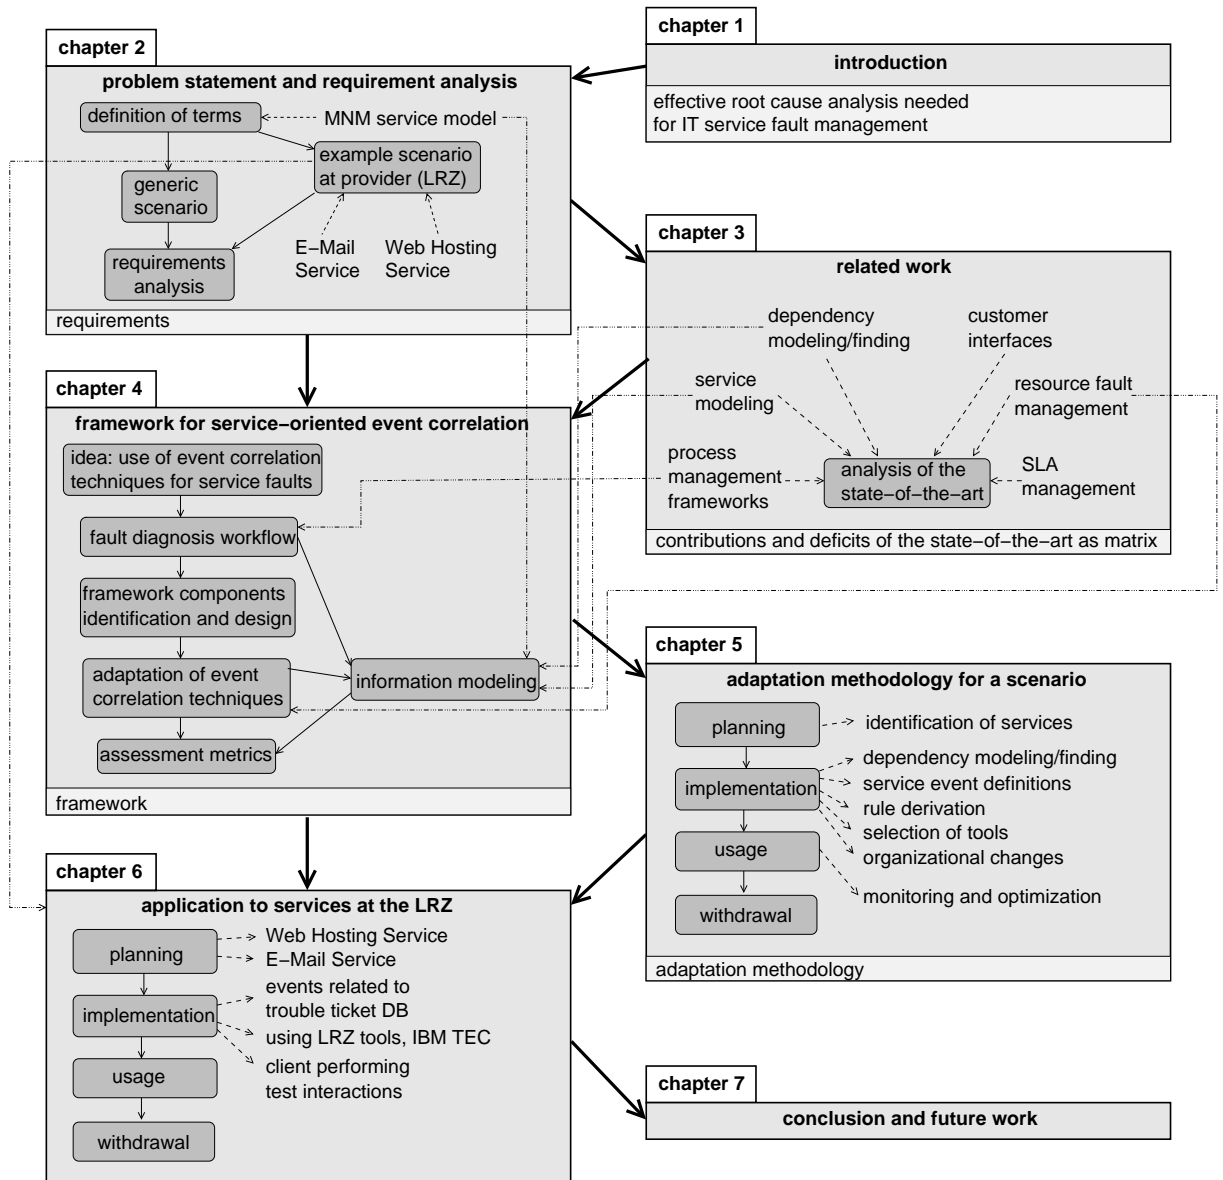 chapter 1
introduction
effective root cause analysis needed
for IT service fault management
chapter 2
problem statement and requirement analysis
definition of terms
MNM service model
example scenario
at provider (LRZ)
generic
scenario
E−Mail
Service
Web Hosting
Service
requirements
analysis
requirements
chapter 3
related work
dependency
modeling/finding
customer
interfaces
service
modeling
resource fault
management
process
management
frameworks
analysis of the
state−of−the−art
SLA
management
contributions and deficits of the state−of−the−art as matrix
chapter 4
framework for service−oriented event correlation
idea: use of event correlation
techniques for service faults
fault diagnosis workflow
framework components
identification and design
adaptation of event
correlation techniques
information modeling
assessment metrics
framework
chapter 5
adaptation methodology for a scenario
planning
identification of services
implementation
dependency modeling/finding
service event definitions
rule derivation
selection of tools
organizational changes
usage
monitoring and optimization
withdrawal
adaptation methodology
chapter 6
application to services at the LRZ
planning
Web Hosting Service
E−Mail Service
implementation
events related to
trouble ticket DB
using LRZ tools, IBM TEC
client performing
test interactions
usage
withdrawal
chapter 7
conclusion and future work